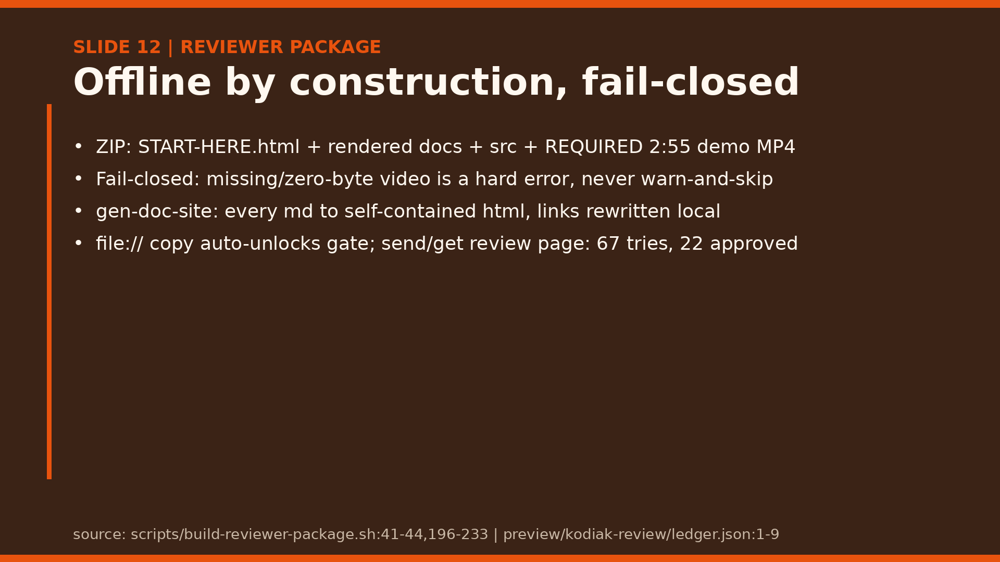 SLIDE 12 | REVIEWER PACKAGE
Offline by construction, fail-closed
• ZIP: START-HERE.html + rendered docs + src + REQUIRED 2:55 demo MP4
• Fail-closed: missing/zero-byte video is a hard error, never warn-and-skip
• gen-doc-site: every md to self-contained html, links rewritten local
• file:// copy auto-unlocks gate; send/get review page: 67 tries, 22 approved
source: scripts/build-reviewer-package.sh:41-44,196-233 | preview/kodiak-review/ledger.json:1-9